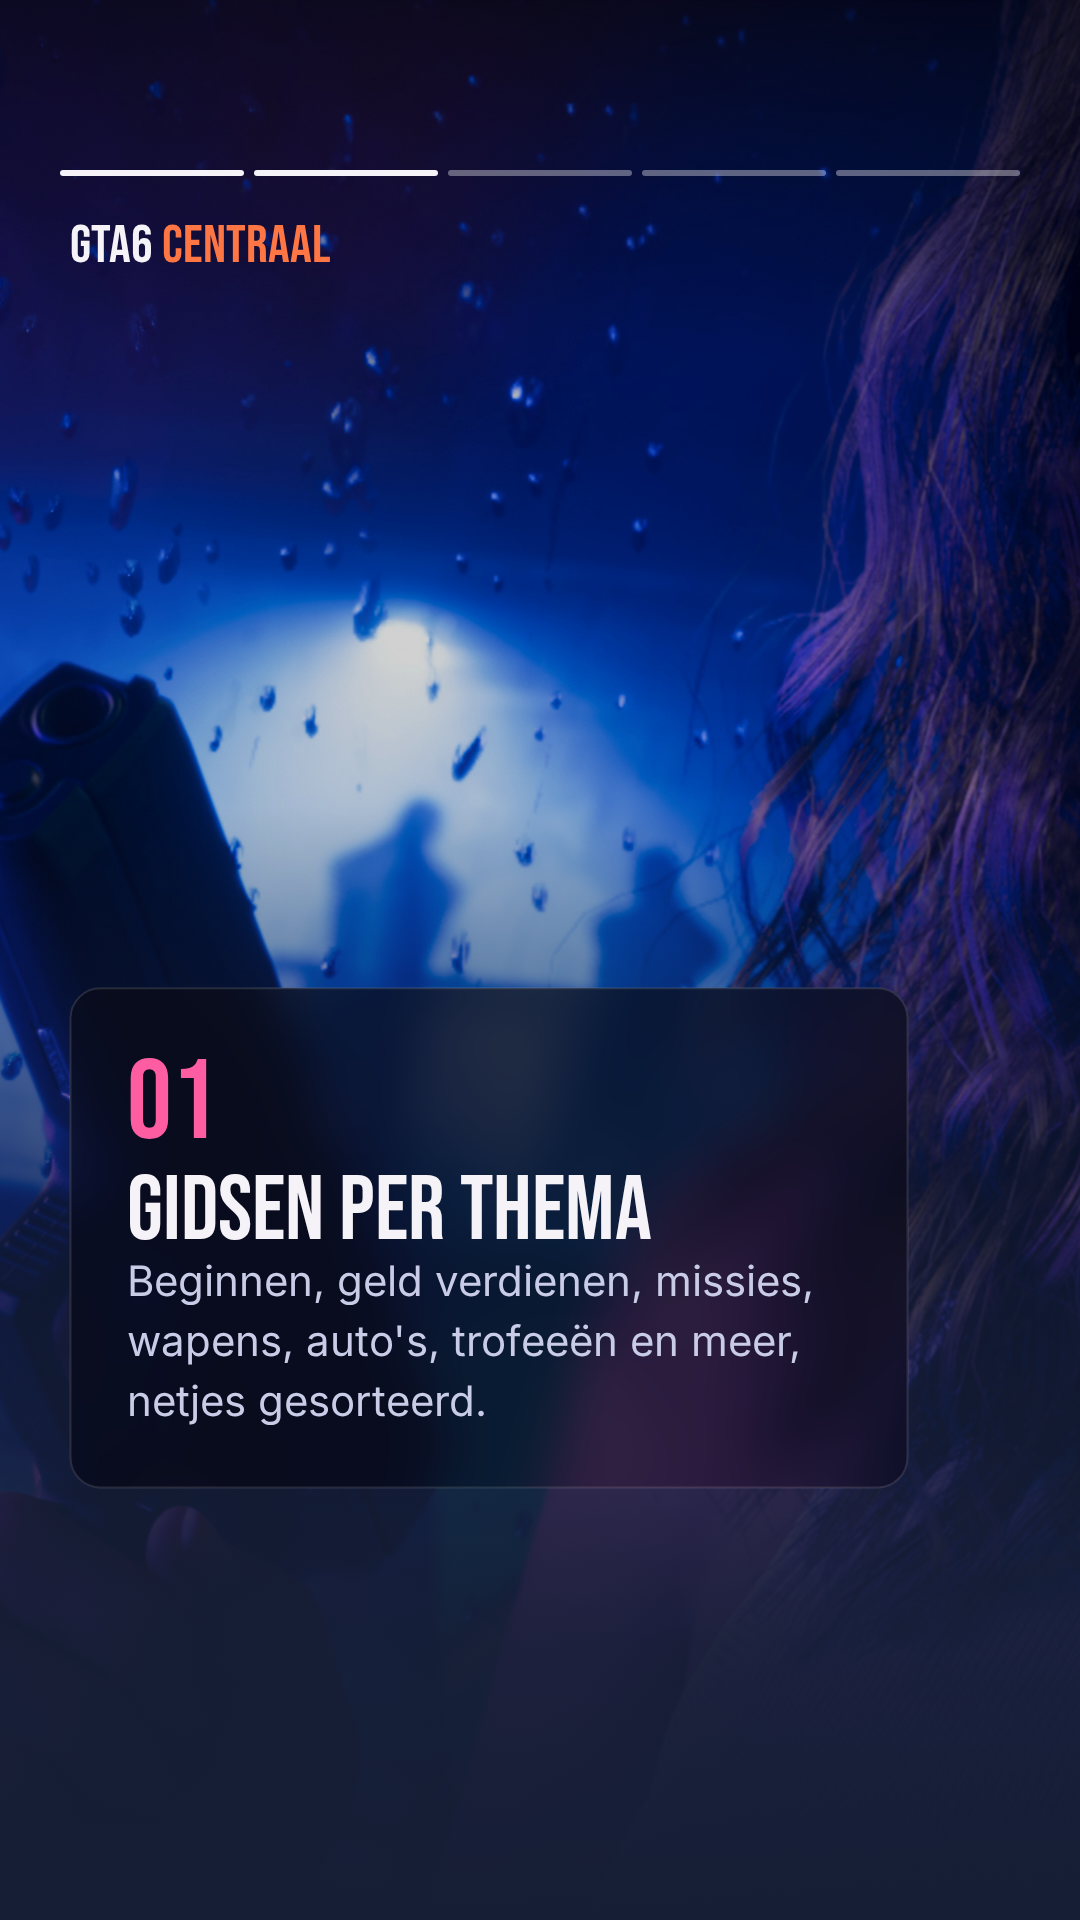 GTA6 CENTRAAL
01
GIDSEN PER THEMA
Beginnen, geld verdienen, missies,
wapens, auto's, trofeeën en meer,
netjes gesorteerd.